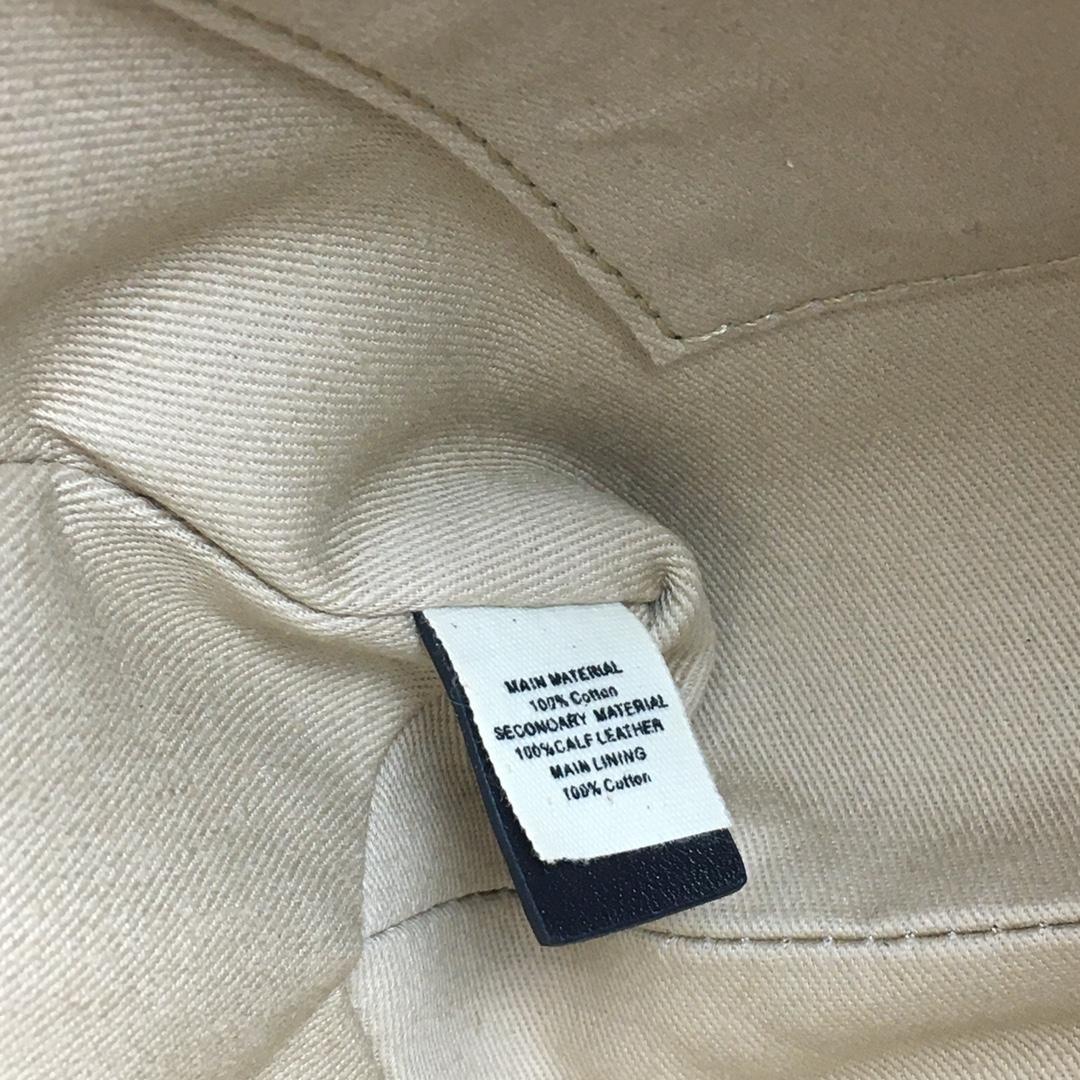 MAIN MATERIAL
100% Cotton
SECONDARY MATERIAL
100%CALF LEATHER
MAIN LINING
100% Cotton